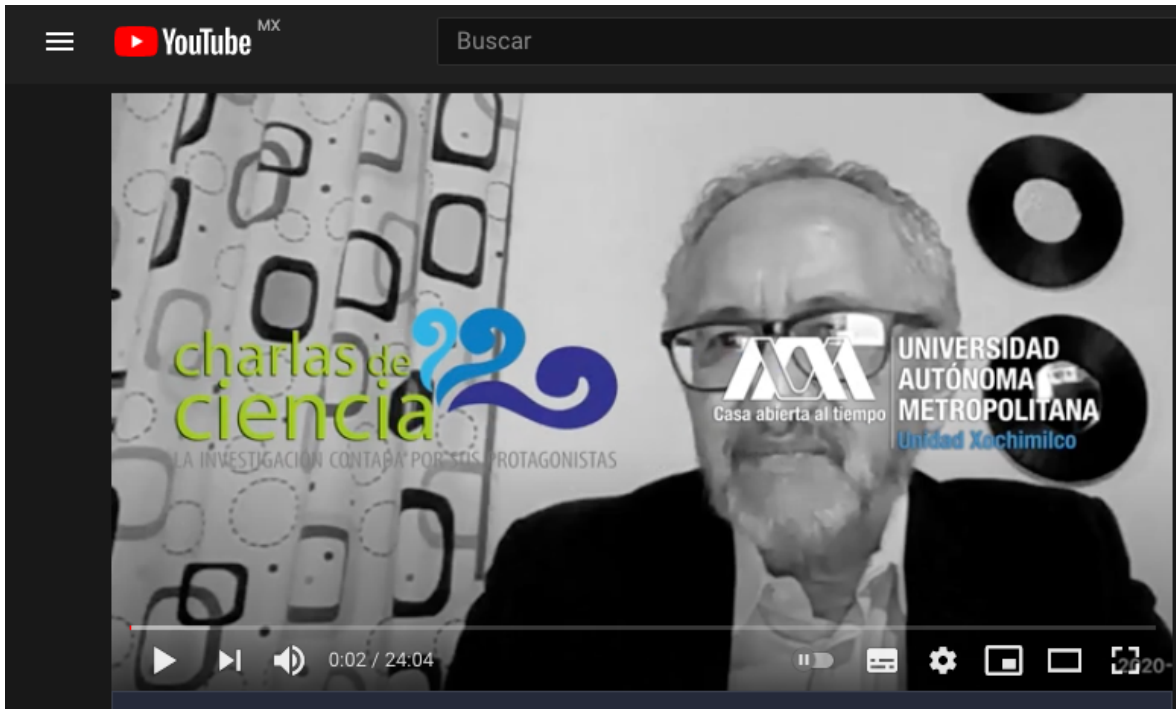 YouTube MX
Buscar
charlas de
ciencia
LA INVESTIGACIÓN CONTADA POR SUS PROTAGONISTAS
Casa abierta al tiempo
UNIVERSIDAD
AUTÓNOMA
METROPOLITANA
Unidad Xochimilco
0:02 / 24:04
2020-